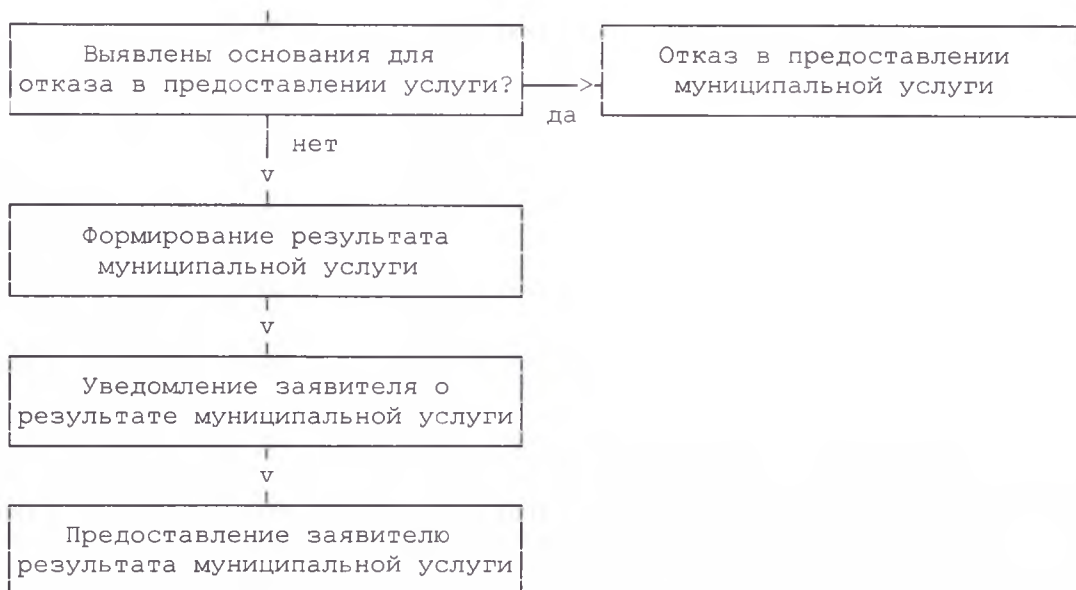 Выявлены основания для
отказа в предоставлении услуги?
Отказ в предоставлении
муниципальной услуги
да
нет
v
Формирование результата
муниципальной услуги
v
Уведомление заявителя о
результате муниципальной услуги
v
Предоставление заявителю
результата муниципальной услуги